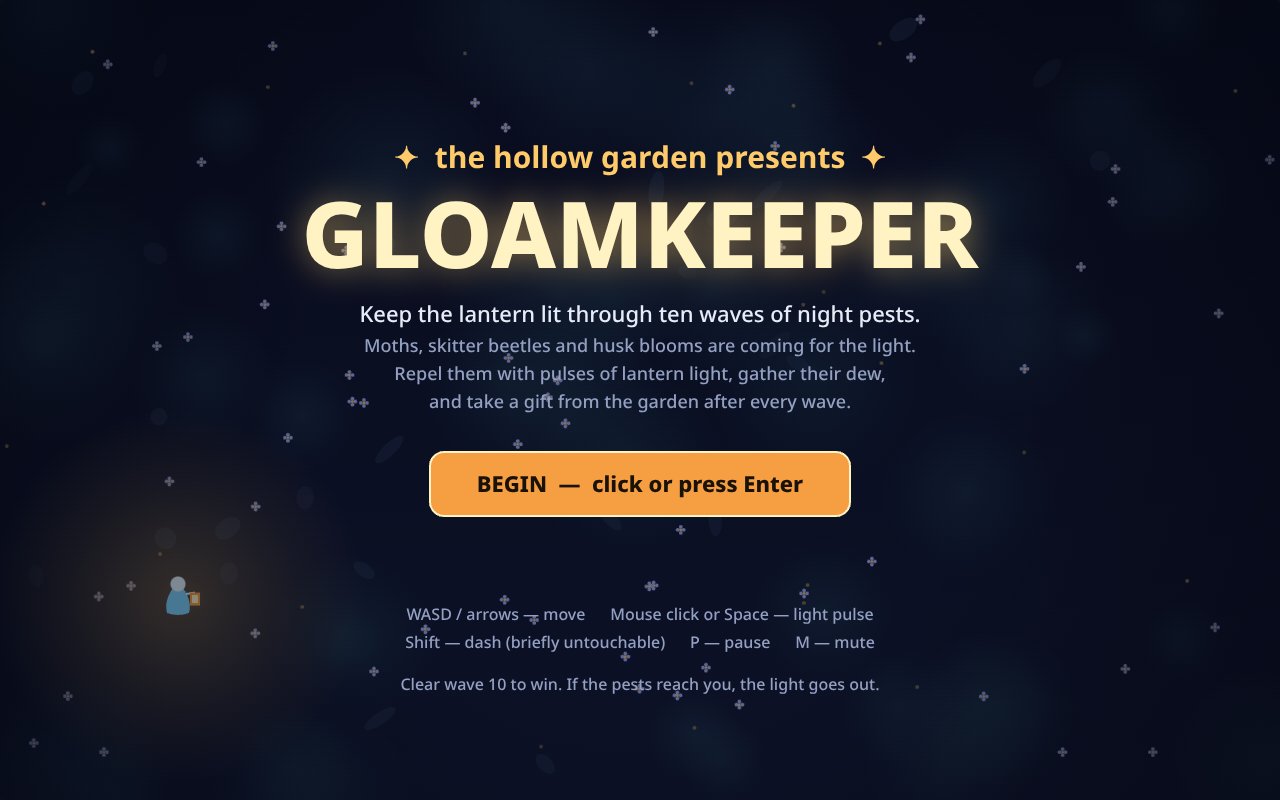 ✦ the hollow garden presents ✦
GLOAMKEEPER
Keep the lantern lit through ten waves of night pests.
Moths, skitter beetles and husk blooms are coming for the light.
Repel them with pulses of lantern light, gather their dew,
and take a gift from the garden after every wave.
BEGIN — click or press Enter
WASD / arrows — move Mouse click or Space — light pulse
Shift — dash (briefly untouchable) P — pause M — mute
Clear wave 10 to win. If the pests reach you, the light goes out.